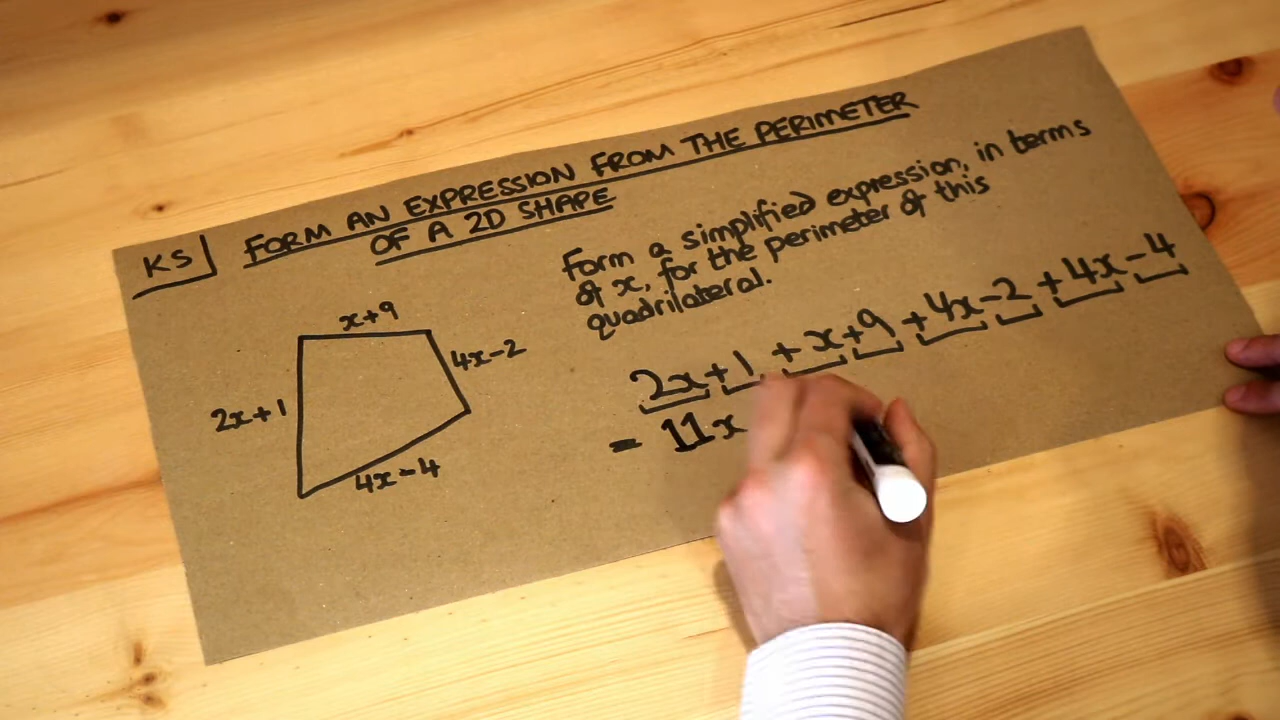 KS
FORM AN EXPRESSION FROM THE PERIMETER
OF A 2D SHAPE
Form a simplified expression, in terms
of x, for the perimeter of this
quadrilateral.
x+9
4x-2
2x+1
4x-4
2x+1 +x+9 +4x-2 +4x-4
= 11x